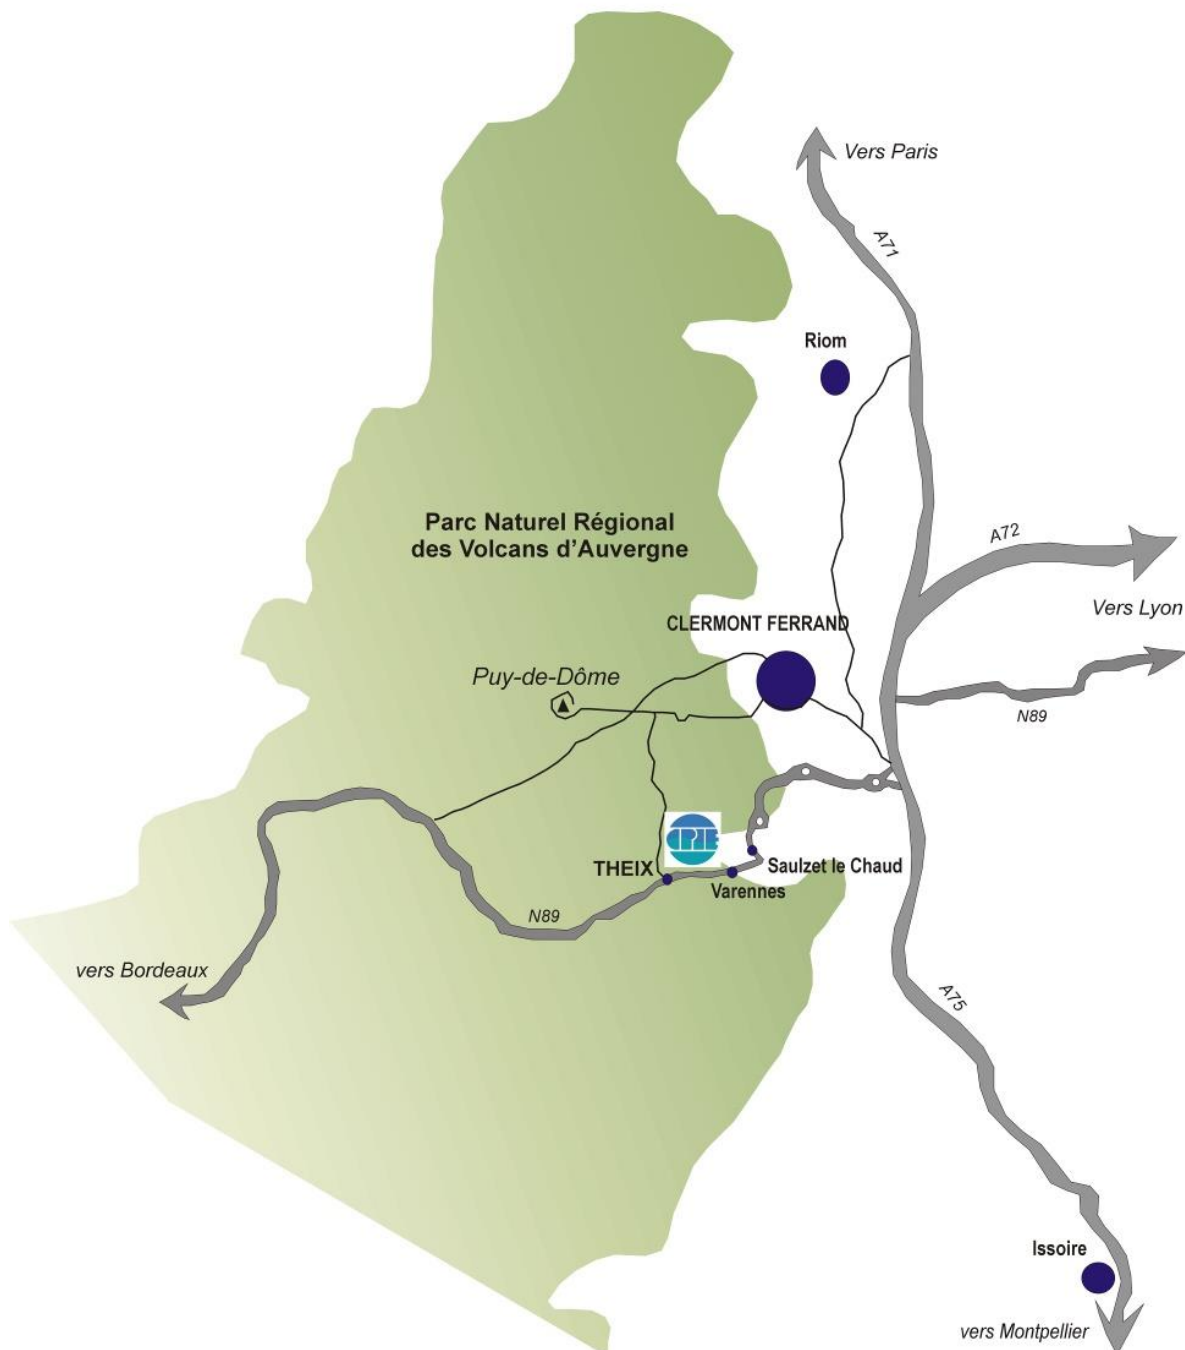 Vers Paris
A71
Riom
Parc Naturel Régional
des Volcans d'Auvergne
A72
Vers Lyon
CLERMONT FERRAND
Puy-de-Dôme
N89
CPIE
THEIX
Saulzet le Chaud
Varennes
N89
vers Bordeaux
A75
Issoire
vers Montpellier